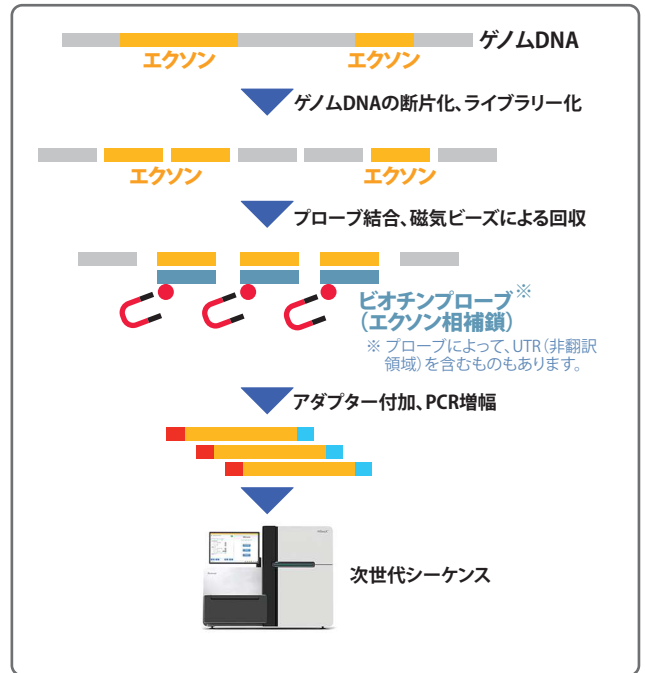 ゲノムDNA
エクソン エクソン
ゲノムDNAの断片化、ライブラリー化
エクソン エクソン
プローブ結合、磁気ビーズによる回収
ビオチンプローブ※
（エクソン相補鎖）
※ プローブによって、UTR（非翻訳
領域）を含むものもあります。
アダプター付加、PCR増幅
次世代シーケンス